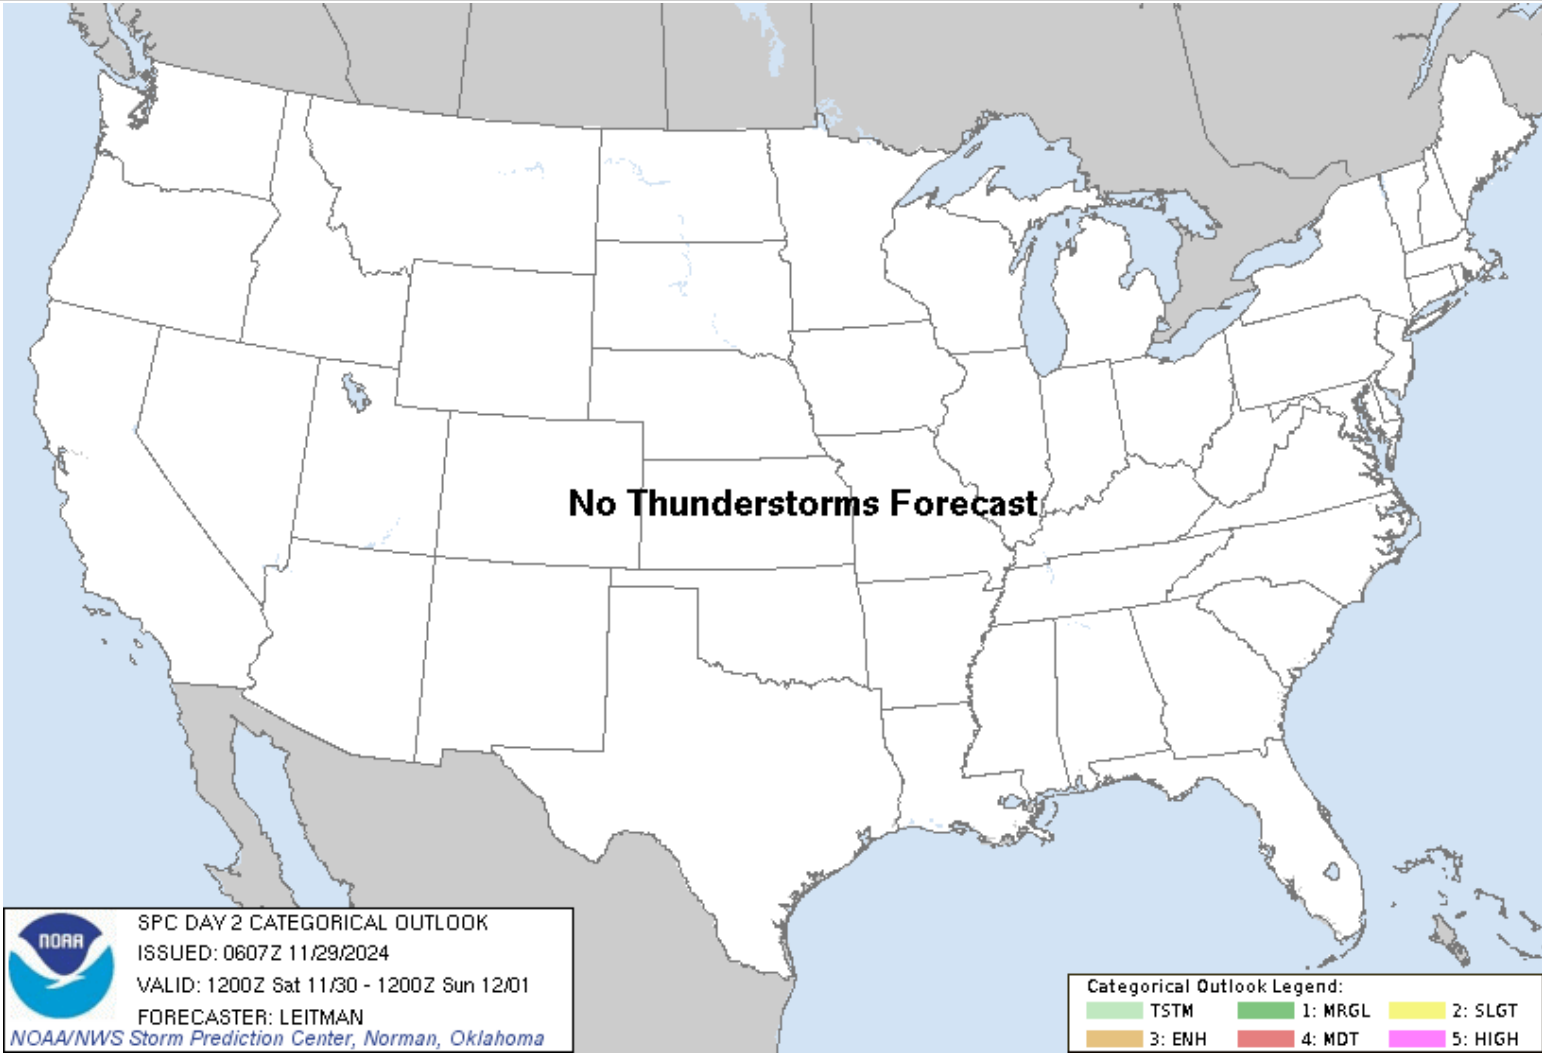 No Thunderstorms Forecast
NOAA
SPC DAY 2 CATEGORICAL OUTLOOK
ISSUED: 0607Z 11/29/2024
VALID: 1200Z Sat 11/30 - 1200Z Sun 12/01
FORECASTER: LEITMAN
NOAA/NWS Storm Prediction Center, Norman, Oklahoma
Categorical Outlook Legend:
TSTM 1: MRGL 2: SLGT
3: ENH 4: MDT 5: HIGH